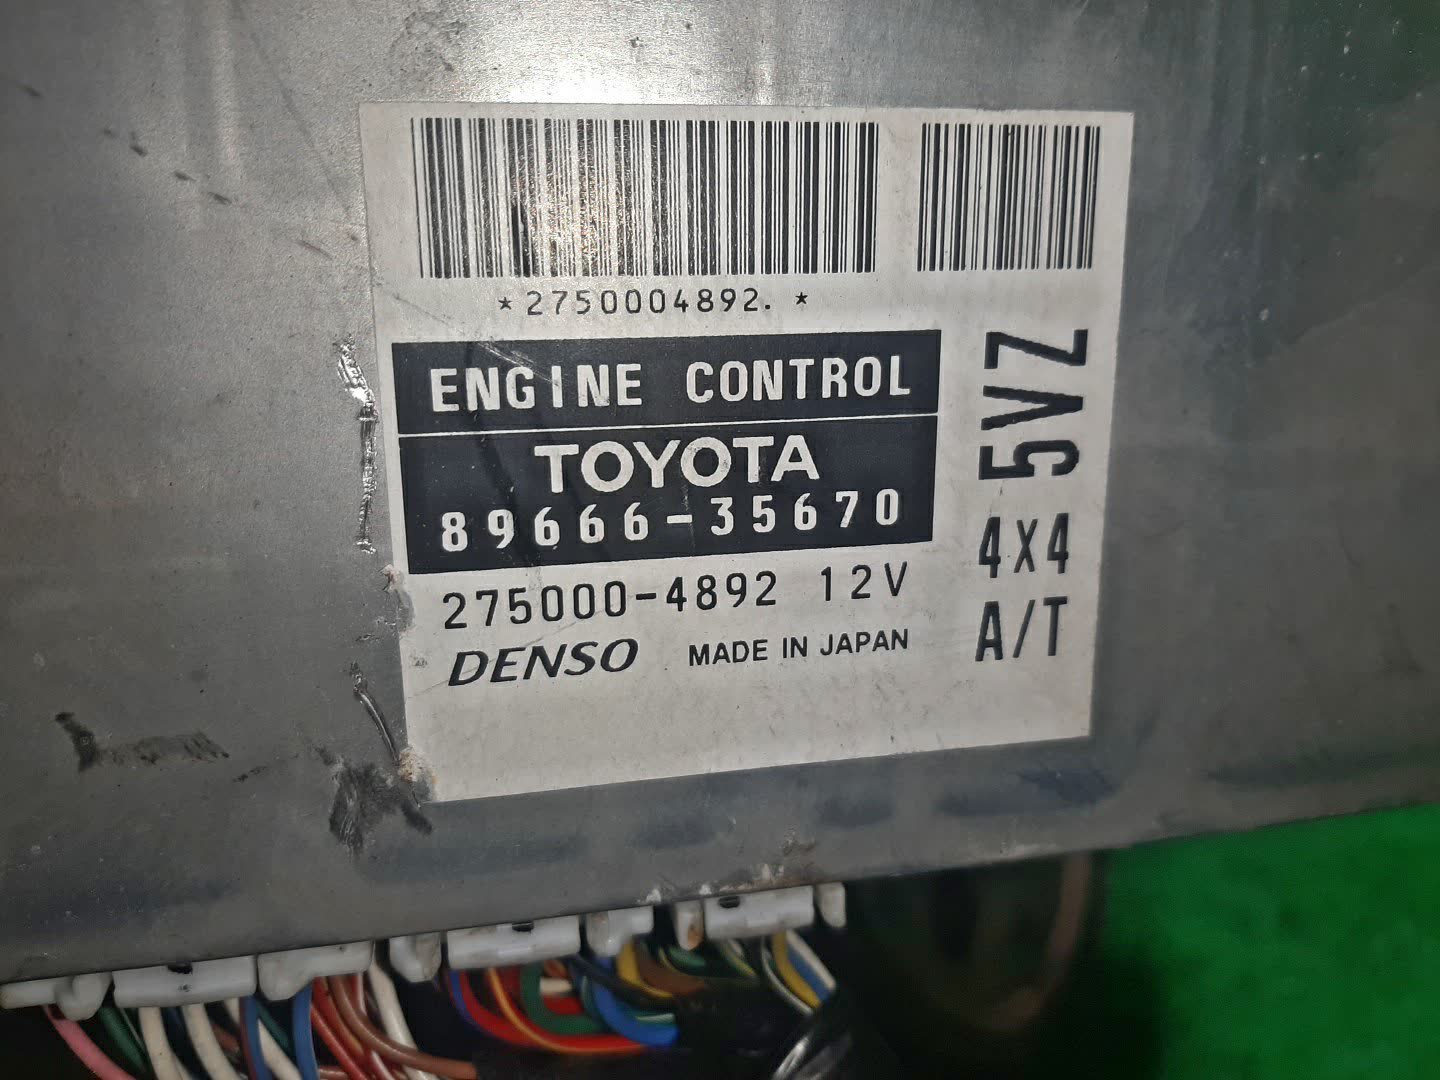 *2750004892. *
ENGINE CONTROL
TOYOTA
89666-35670
275000-4892 12V
DENSO MADE IN JAPAN
5VZ
4X4
A/T